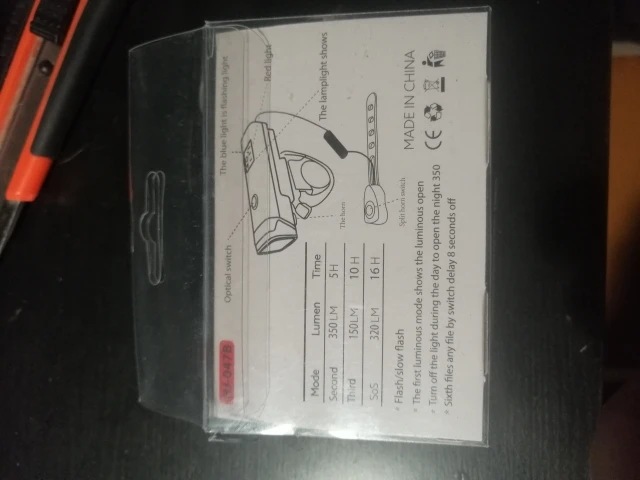 The blue light is flashing light
Red light
The lamplight shows
Optical switch
The horn
Split horn switch
MADE IN CHINA
CE
Mode Lumen Time
Second 350 LM 5 H
Third 150LM 10 H
SoS 320 LM 16 H
* Flash/slow flash
* The first luminous mode shows the luminous open
* Turn off the light during the day to open the night 350
* Sixth files any file by switch delay 8 seconds off